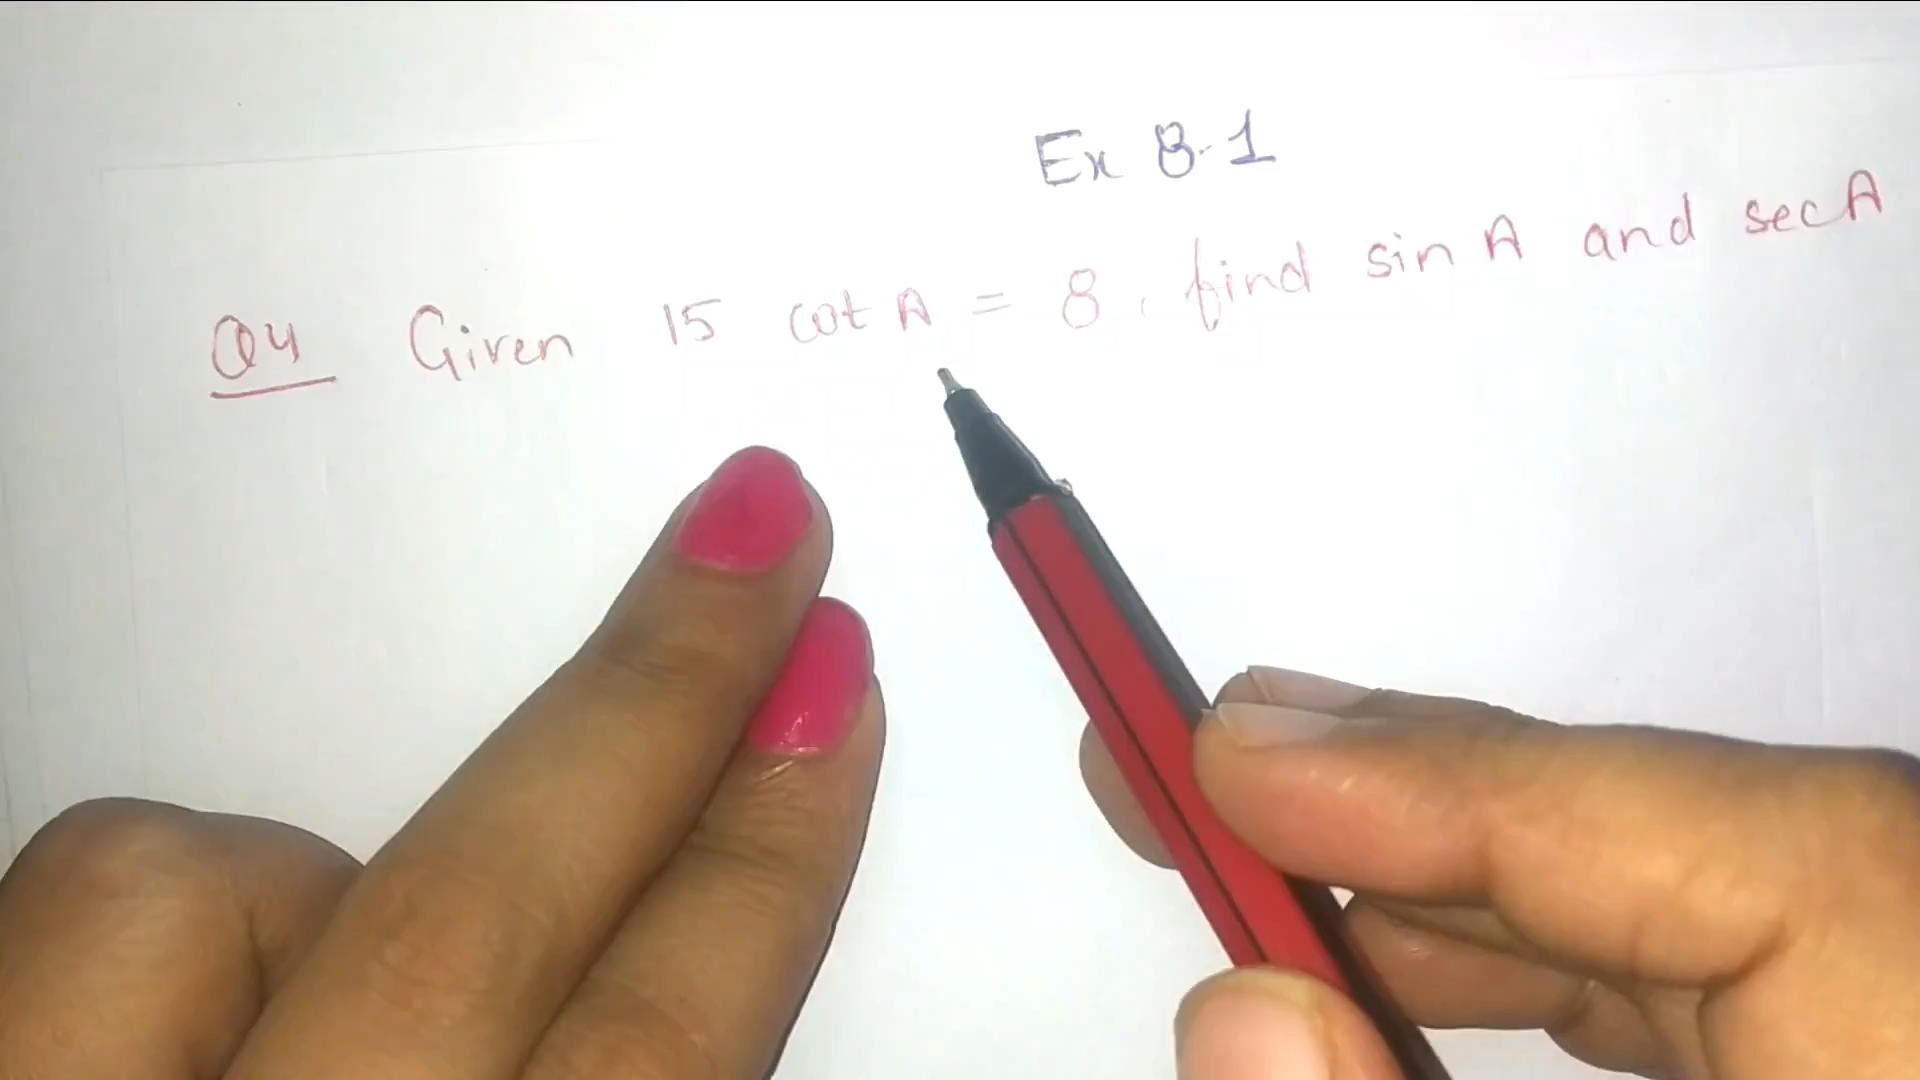 Ex 8.1
Q4 Given 15 cot A = 8, find sin A and sec A